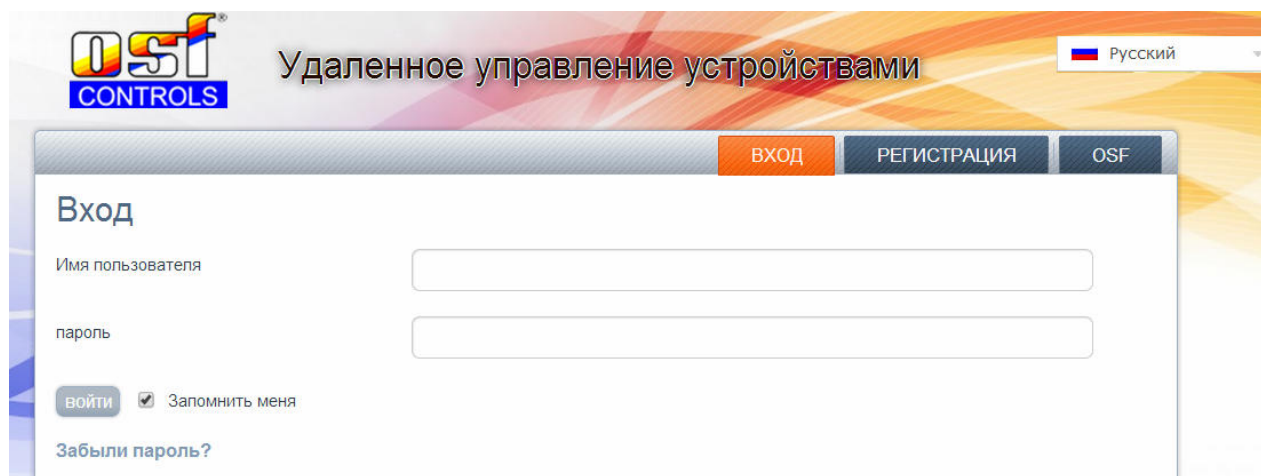 osf®
CONTROLS
Удаленное управление устройствами
Русский
ВХОД
РЕГИСТРАЦИЯ
OSF
Вход
Имя пользователя
пароль
войти
Запомнить меня
Забыли пароль?